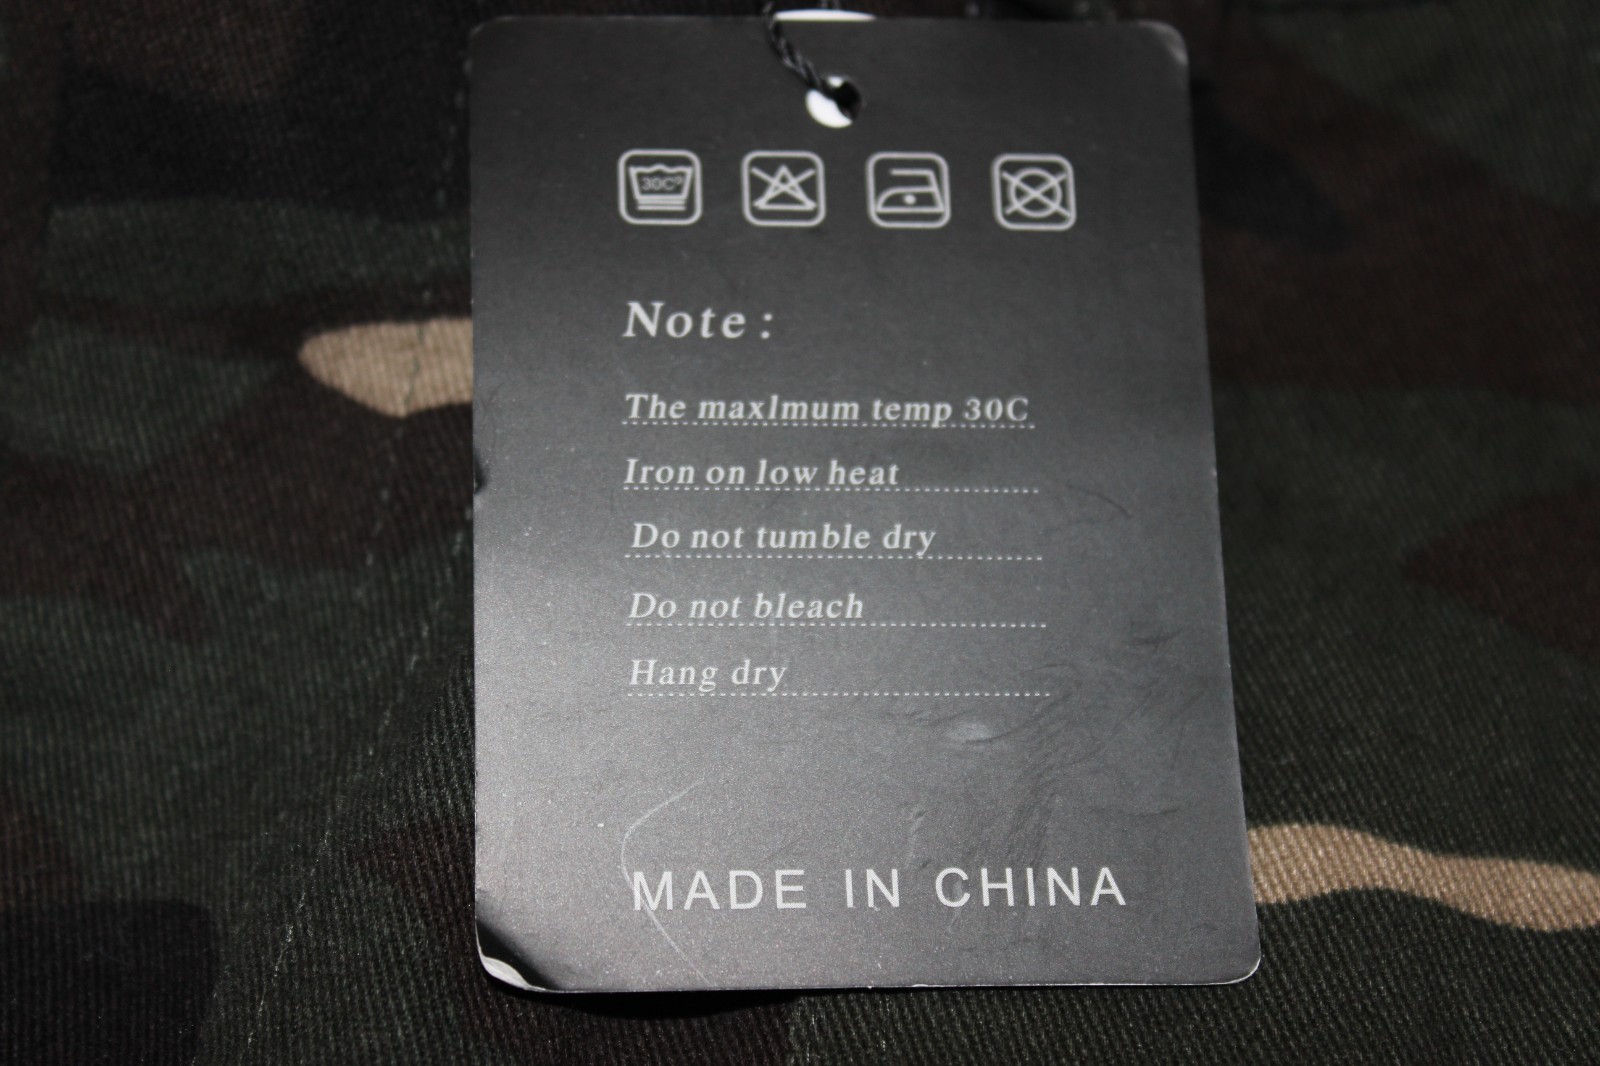 30C°
Note :
The maxlmum temp 30C
Iron on low heat
Do not tumble dry
Do not bleach
Hang dry
MADE IN CHINA